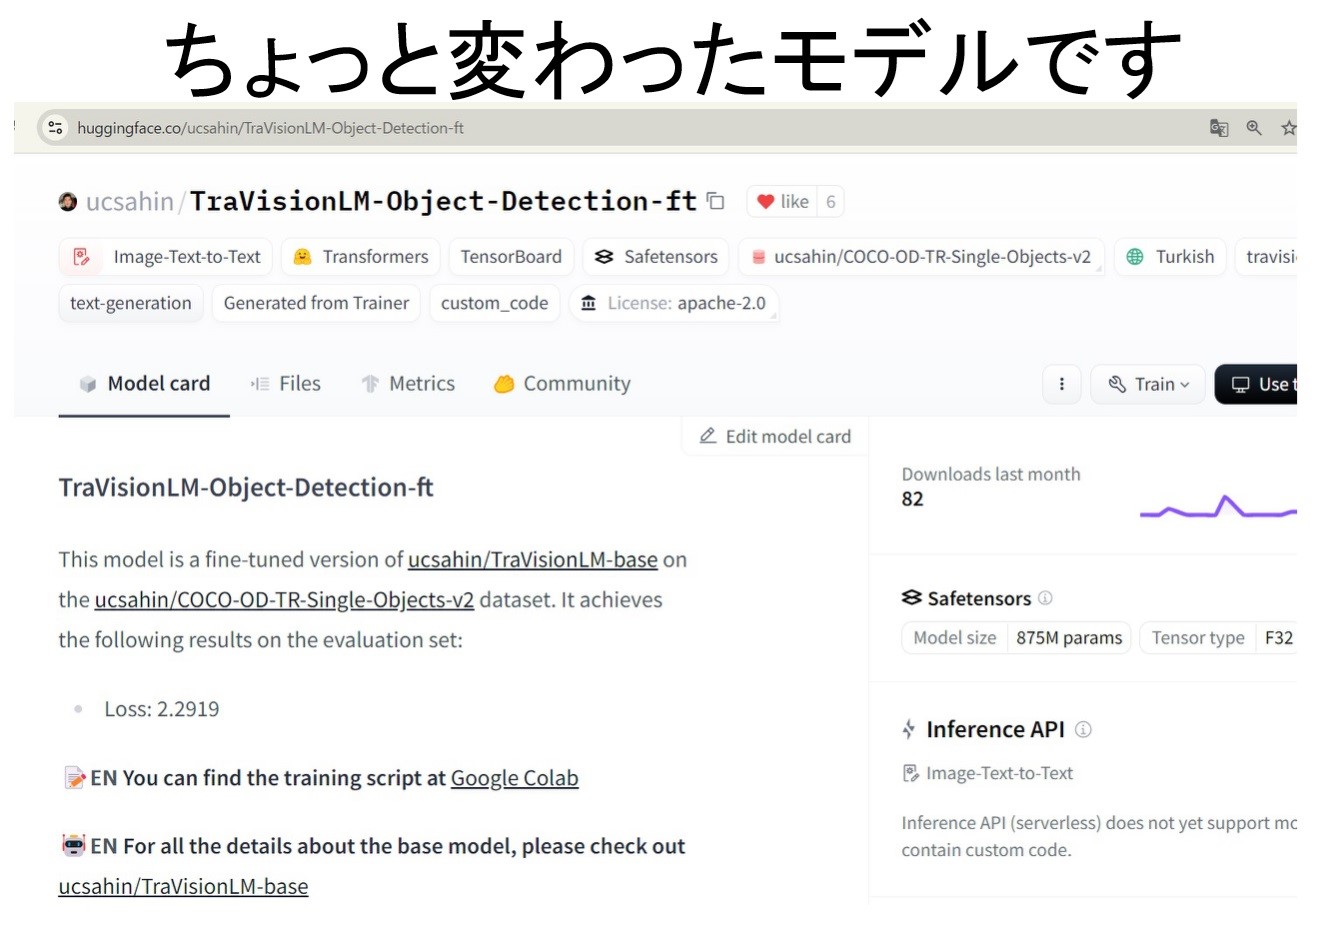 ちょっと変わったモデルです
huggingface.co/ucsahin/TraVisionLM-Object-Detection-ft
ucsahin/TraVisionLM-Object-Detection-ft like 6
Image-Text-to-Text Transformers TensorBoard Safetensors ucsahin/COCO-OD-TR-Single-Objects-v2 Turkish
text-generation Generated from Trainer custom_code License: apache-2.0
Model card Files Metrics Community Train Use
Edit model card
TraVisionLM-Object-Detection-ft
This model is a fine-tuned version of ucsahin/TraVisionLM-base on
the ucsahin/COCO-OD-TR-Single-Objects-v2 dataset. It achieves
the following results on the evaluation set:
Loss: 2.2919
EN You can find the training script at Google Colab
EN For all the details about the base model, please check out
ucsahin/TraVisionLM-base
Downloads last month
82
Safetensors
Model size 875M params Tensor type F32
Inference API
Image-Text-to-Text
Inference API (serverless) does not yet support
contain custom code.